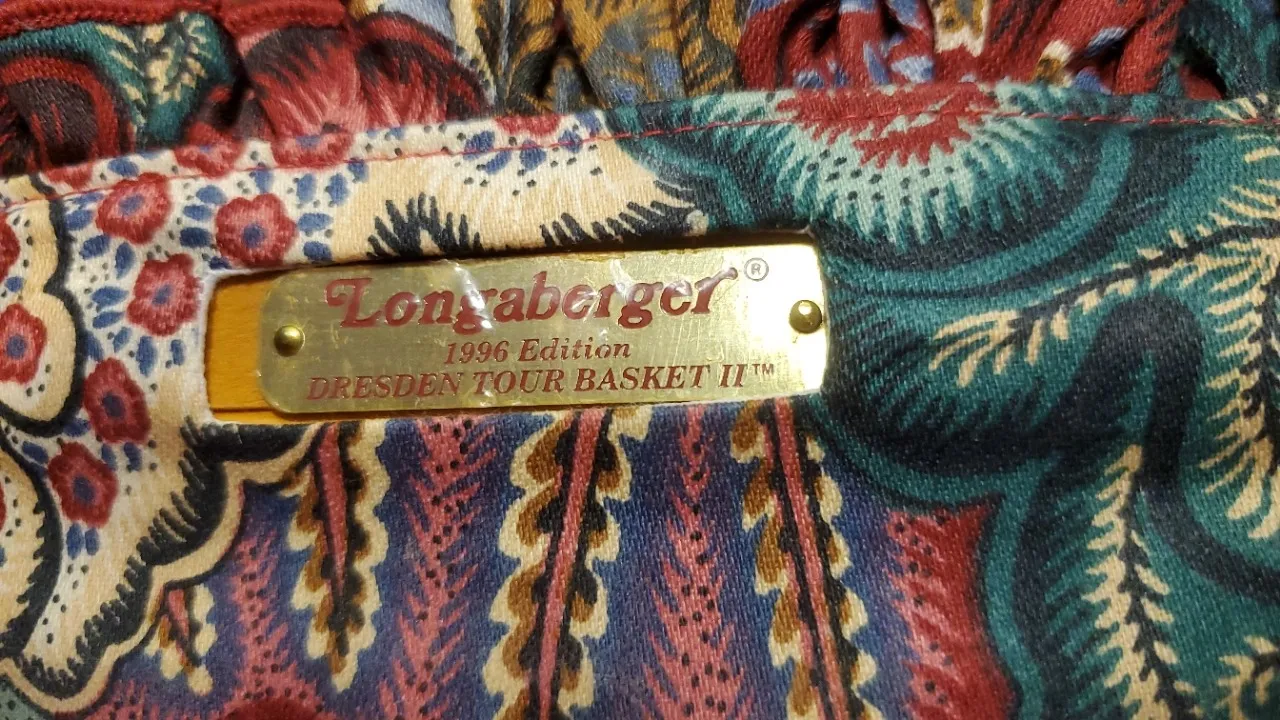 Longaberger®
1996 Edition
DRESDEN TOUR BASKET II™